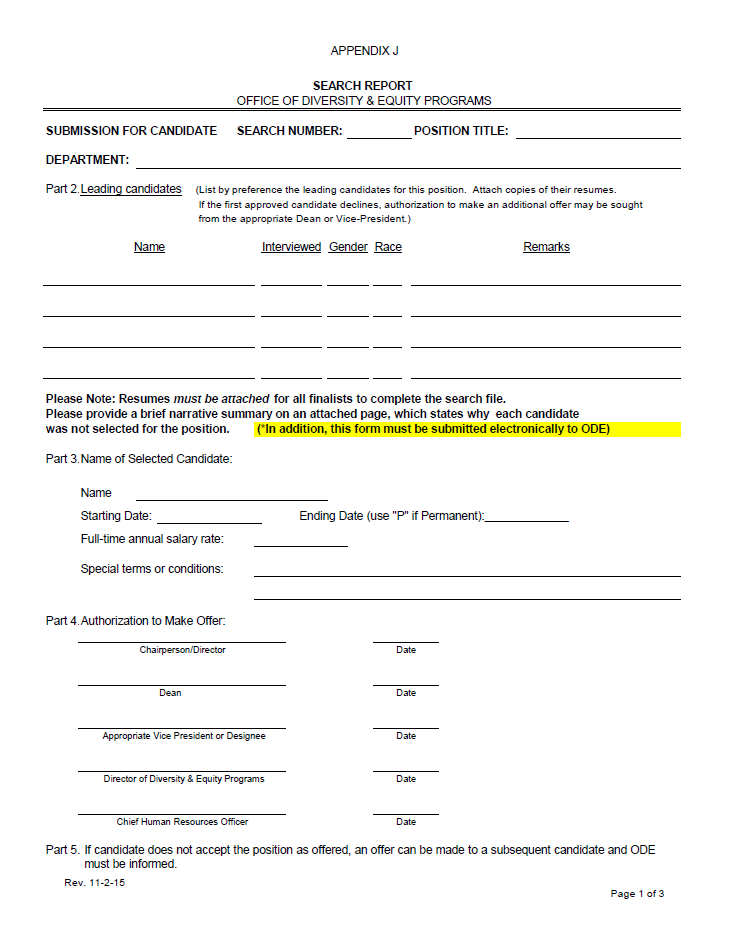 APPENDIX J
SEARCH REPORT
OFFICE OF DIVERSITY & EQUITY PROGRAMS
SUBMISSION FOR CANDIDATE SEARCH NUMBER: POSITION TITLE:
DEPARTMENT:
Part 2. Leading candidates (List by preference the leading candidates for this position. Attach copies of their resumes.
If the first approved candidate declines, authorization to make an additional offer may be sought
from the appropriate Dean or Vice-President.)
Name Interviewed Gender Race Remarks
Please Note: Resumes must be attached for all finalists to complete the search file.
Please provide a brief narrative summary on an attached page, which states why each candidate
was not selected for the position. (*In addition, this form must be submitted electronically to ODE)
Part 3. Name of Selected Candidate:
Name
Starting Date: Ending Date (use "P" if Permanent):
Full-time annual salary rate:
Special terms or conditions:
Part 4. Authorization to Make Offer:
Chairperson/Director Date
Dean Date
Appropriate Vice President or Designee Date
Director of Diversity & Equity Programs Date
Chief Human Resources Officer Date
Part 5. If candidate does not accept the position as offered, an offer can be made to a subsequent candidate and ODE
must be informed.
Rev. 11-2-15
Page 1 of 3